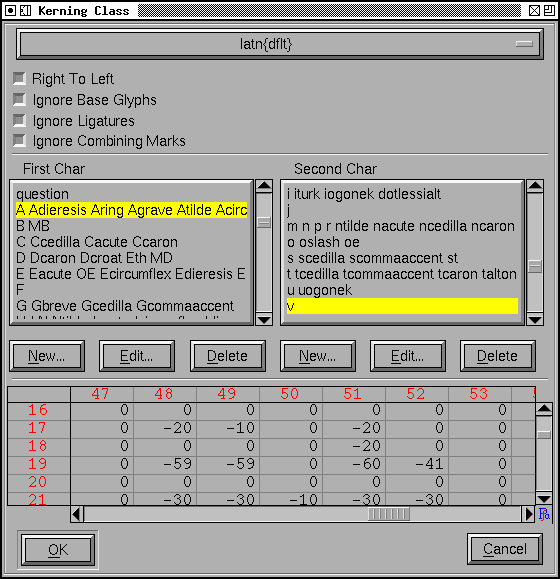 Kerning Class
latn{dflt}
Right To Left
Ignore Base Glyphs
Ignore Ligatures
Ignore Combining Marks
First Char Second Char
question
A Adieresis Aring Agrave Atilde Acirc
B MB
C Ccedilla Cacute Ccaron
D Dcaron Dcroat Eth MD
E Eacute OE Ecircumflex Edieresis E
F
G Gbreve Gcedilla Gcommaaccent
i iturk iogonek dotlessialt
j
m n p r ntilde nacute ncedilla ncaron
o oslash oe
s scedilla scommaaccent st
t tcedilla tcommaaccent tcaron talton
u uogonek
v
New... Edit... Delete New... Edit... Delete
47 48 49 50 51 52 53
16 0 0 0 0 0 0 0
17 0 -20 -10 0 -20 0 0
18 0 0 0 0 -20 0 0
19 0 -59 -59 0 -60 -41 0
20 0 0 0 0 0 0 0
21 0 -30 -30 -10 -30 -30 0
OK Cancel